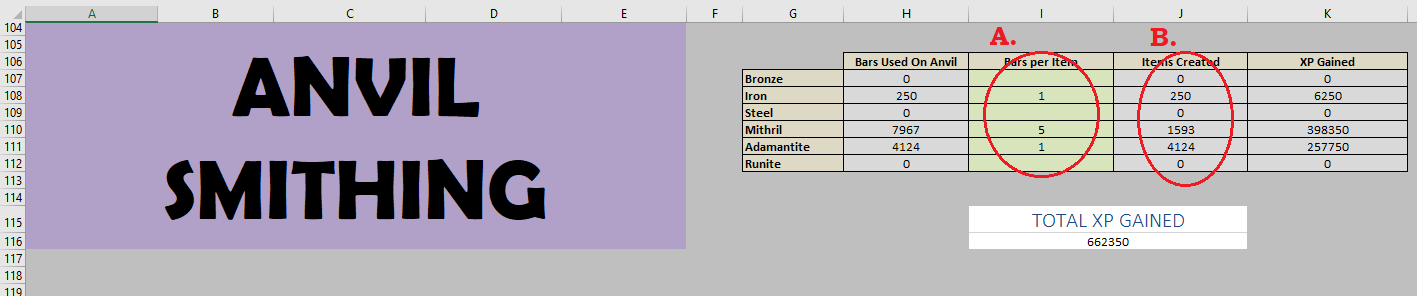 A B C D E F G H I J K
104
105 A. B.
106 Bars Used On Anvil Bars per Item Items Created XP Gained
107 Bronze 0 0 0
108 Iron 250 1 250 6250
109 Steel 0 0 0
110 Mithril 7967 5 1593 398350
111 Adamantite 4124 1 4124 257750
112 Runite 0 0 0
113
114
115 TOTAL XP GAINED
116 662350
117
118
119
ANVIL
SMITHING